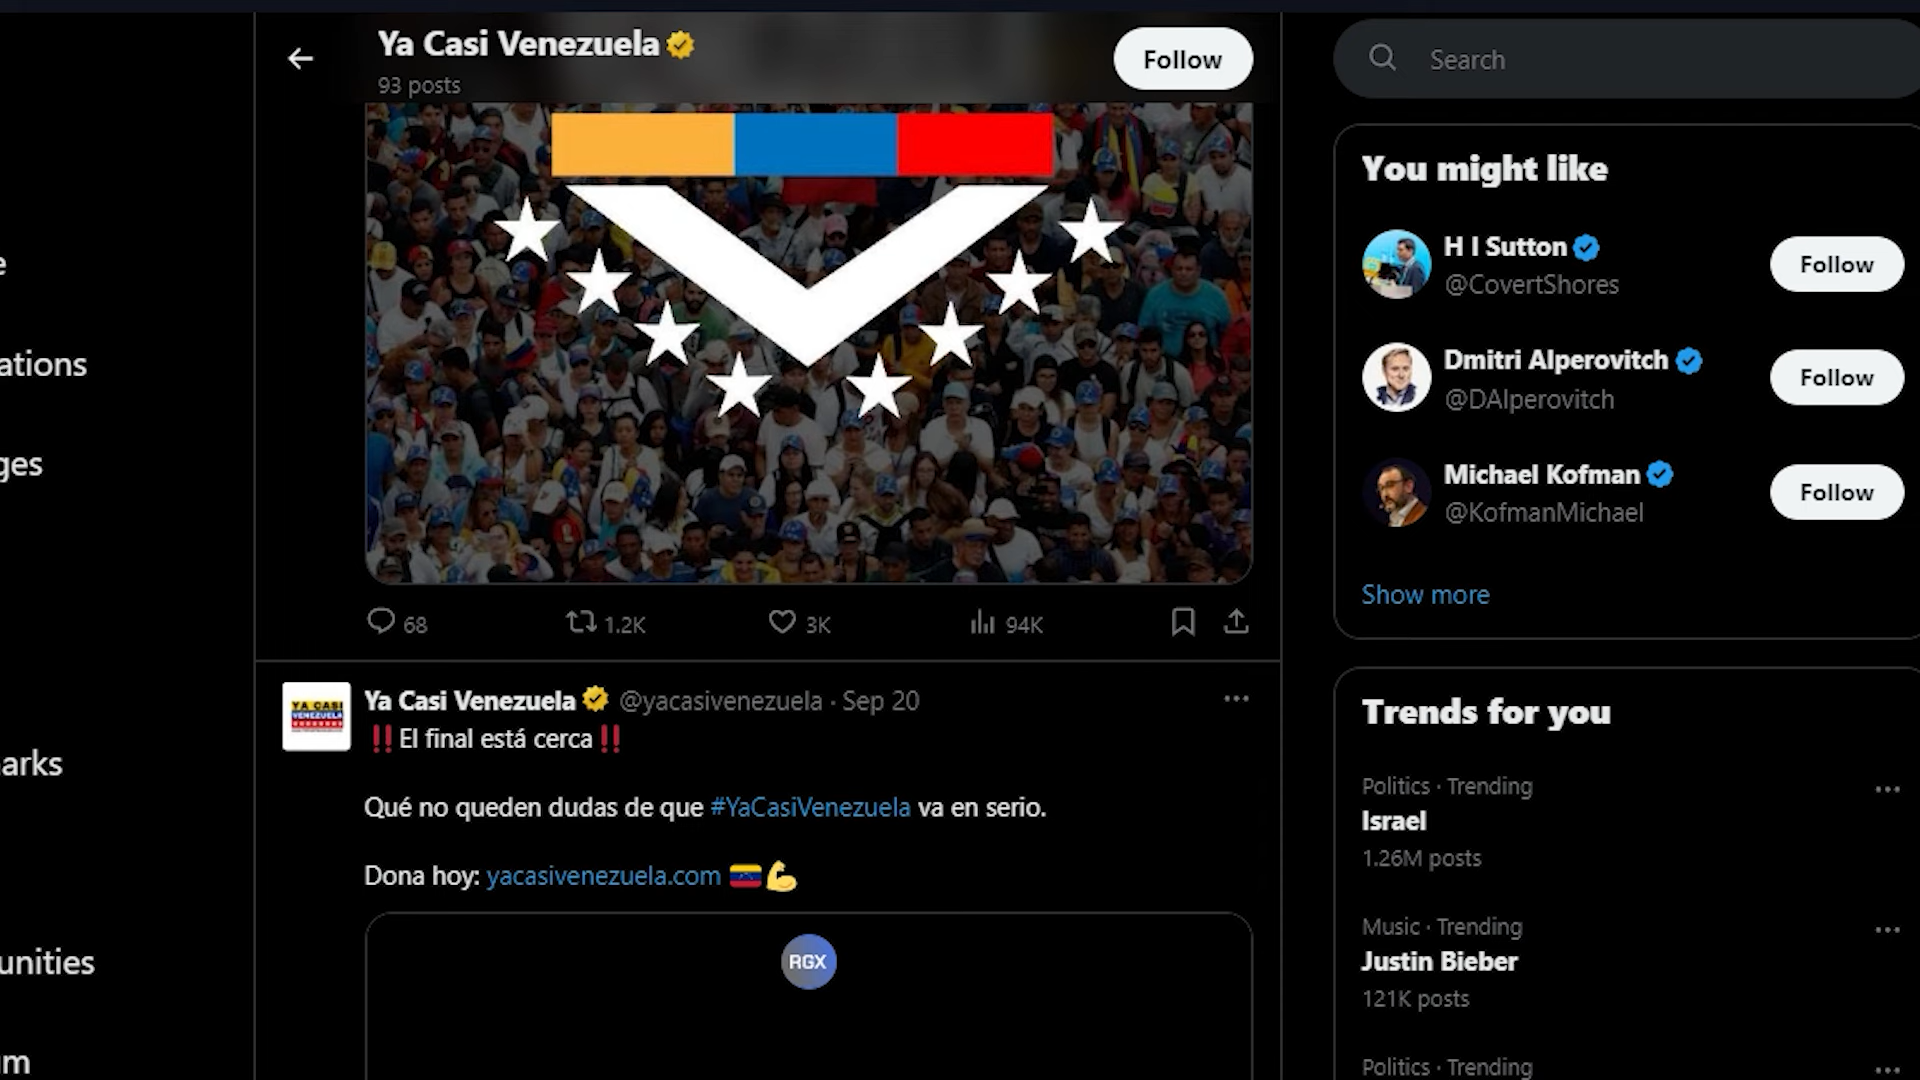 Ya Casi Venezuela
93 posts
Follow
Search
You might like
H I Sutton
@CovertShores
Follow
Dmitri Alperovitch
@DAlperovitch
Follow
Michael Kofman
@KofmanMichael
Follow
Show more
e
ations
ges
arks
unities
um
68
1.2K
3K
94K
YA CASI
VENEZUELA
Ya Casi Venezuela @yacasivenezuela · Sep 20
‼️El final está cerca‼️
Qué no queden dudas de que #YaCasiVenezuela va en serio.
Dona hoy: yacasivenezuela.com 🇻🇪💪
RGX
Trends for you
Politics · Trending
Israel
1.26M posts
Music · Trending
Justin Bieber
121K posts
Politics · Trending